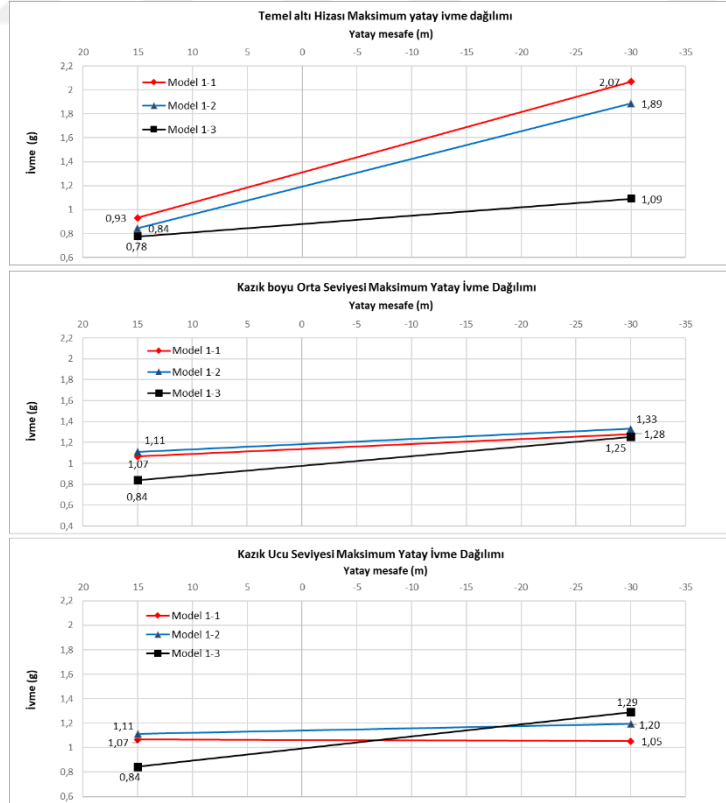 Temel altı Hizası Maksimum yatay ivme dağılımı
Yatay mesafe (m)
20 15 10 5 0 -5 -10 -15 -20 -25 -30 -35
2,2
2
1,8
1,6
1,4
1,2
1
0,8
0,6
İvme (g)
Model 1-1
Model 1-2
Model 1-3
2,07
1,89
1,09
0,93
0,84
0,78
Kazık boyu Orta Seviyesi Maksimum Yatay İvme Dağılımı
Yatay mesafe (m)
20 15 10 5 0 -5 -10 -15 -20 -25 -30 -35
2,2
2
1,8
1,6
1,4
1,2
1
0,8
0,6
0,4
İvme (g)
Model 1-1
Model 1-2
Model 1-3
1,11
1,07
0,84
1,33
1,28
1,25
Kazık Ucu Seviyesi Maksimum Yatay İvme Dağılımı
Yatay mesafe (m)
20 15 10 5 0 -5 -10 -15 -20 -25 -30 -35
2,2
2
1,8
1,6
1,4
1,2
1
0,8
0,6
İvme (g)
Model 1-1
Model 1-2
Model 1-3
1,11
1,07
0,84
1,29
1,20
1,05